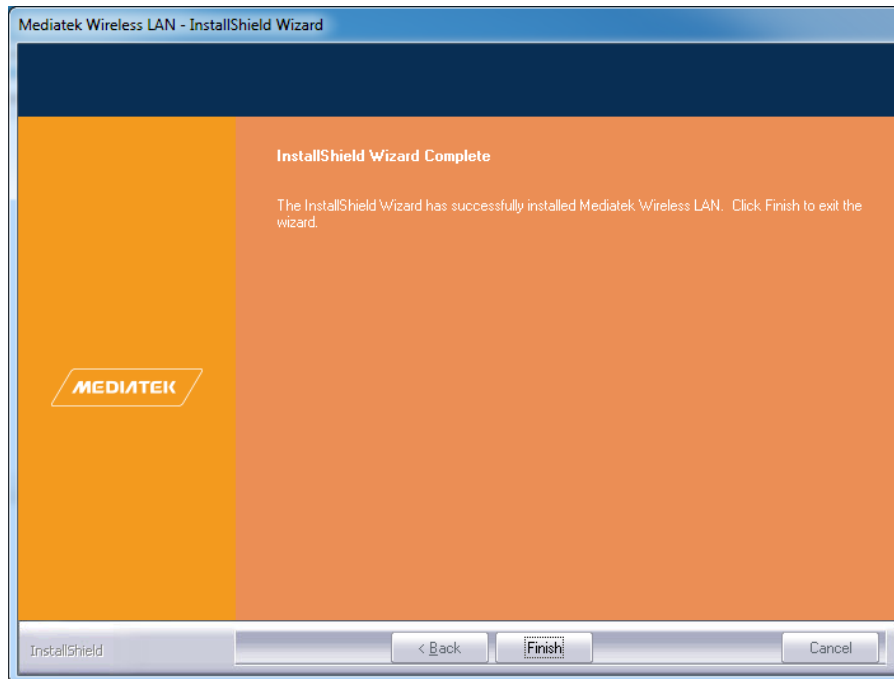 Mediatek Wireless LAN - InstallShield Wizard
InstallShield Wizard Complete
The InstallShield Wizard has successfully installed Mediatek Wireless LAN.  Click Finish to exit the
wizard.
MEDIATEK
InstallShield
< Back
Finish
Cancel